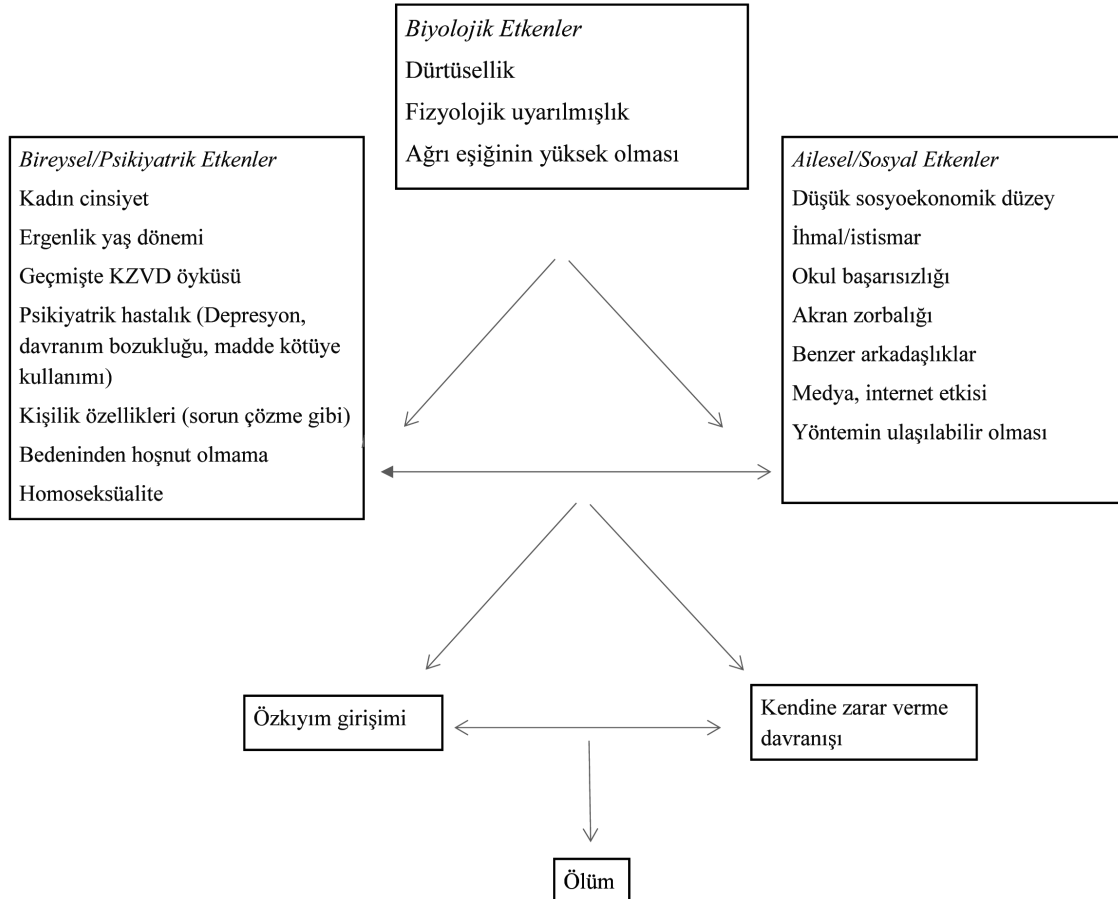 Biyolojik Etkenler
Dürtüsellik
Fizyolojik uyarılmışlık
Ağrı eşiğinin yüksek olması
Bireysel/Psikiyatrik Etkenler
Kadın cinsiyet
Ergenlik yaş dönemi
Geçmişte KZVD öyküsü
Psikiyatrik hastalık (Depresyon,
davranım bozukluğu, madde kötüye
kullanımı)
Kişilik özellikleri (sorun çözme gibi)
Bedeninden hoşnut olmama
Homoseksüalite
Ailesel/Sosyal Etkenler
Düşük sosyoekonomik düzey
İhmal/istismar
Okul başarısızlığı
Akran zorbalığı
Benzer arkadaşlıklar
Medya, internet etkisi
Yöntemin ulaşılabilir olması
Özkıyım girişimi
Kendine zarar verme
davranışı
Ölüm